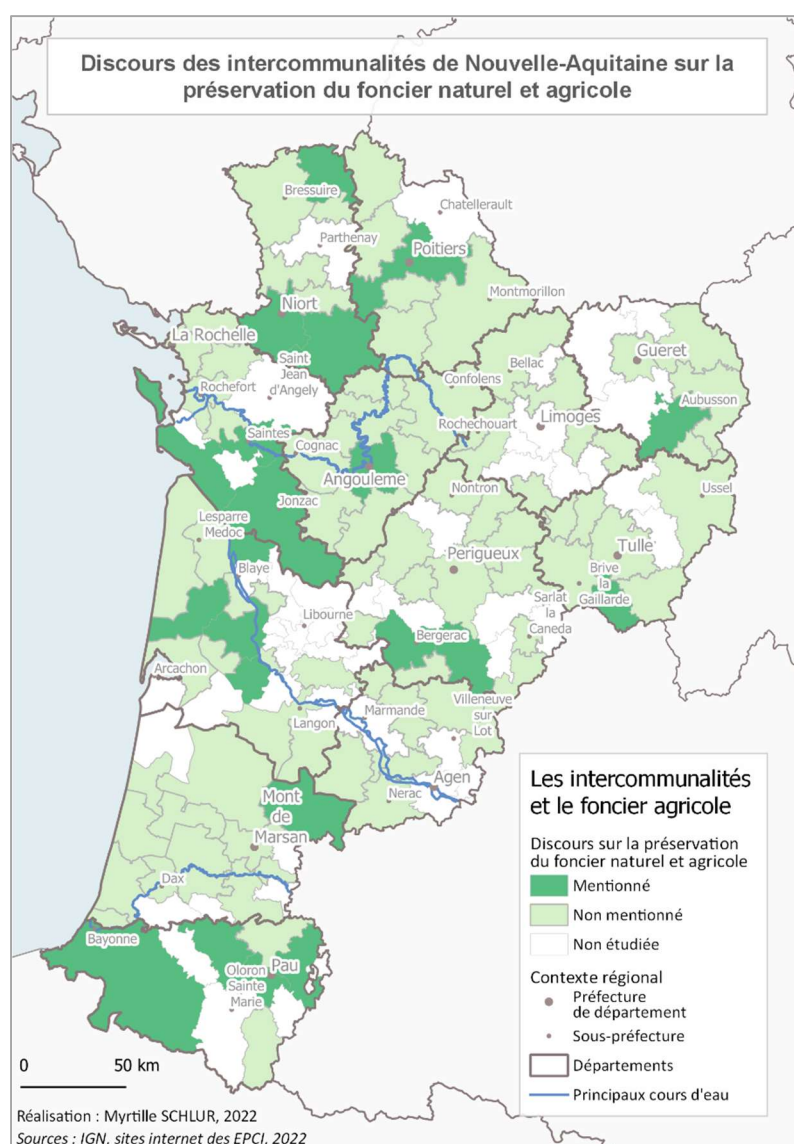 Discours des intercommunalités de Nouvelle-Aquitaine sur la
préservation du foncier naturel et agricole
Bressuire
Chatellerault
Parthenay
Poitiers
Montmorillon
Niort
La Rochelle
Gueret
Bellac
Saint
Jean
d'Angely
Rochefort
Confolens
Aubusson
Limoges
Rochechouart
Saintes
Cognac
Angouleme
Jonzac
Nontron
Ussel
Lesparre
Medoc
Perigueux
Tulle
Blaye
Brive
la
Gaillarde
Libourne
Sarlat
la
Caneda
Bergerac
Arcachon
Villeneuve
sur
Lot
Marmande
Langon
Agen
Nerac
Mont
de
Marsan
Dax
Bayonne
Pau
Oloron
Sainte
Marie
Les intercommunalités
et le foncier agricole
Discours sur la préservation
du foncier naturel et agricole
Mentionné
Non mentionné
Non étudiée
Contexte régional
Préfecture
de département
Sous-préfecture
Départements
Principaux cours d'eau
0 50 km
Réalisation : Myrtille SCHLUR, 2022
Sources : IGN, sites internet des EPCI, 2022